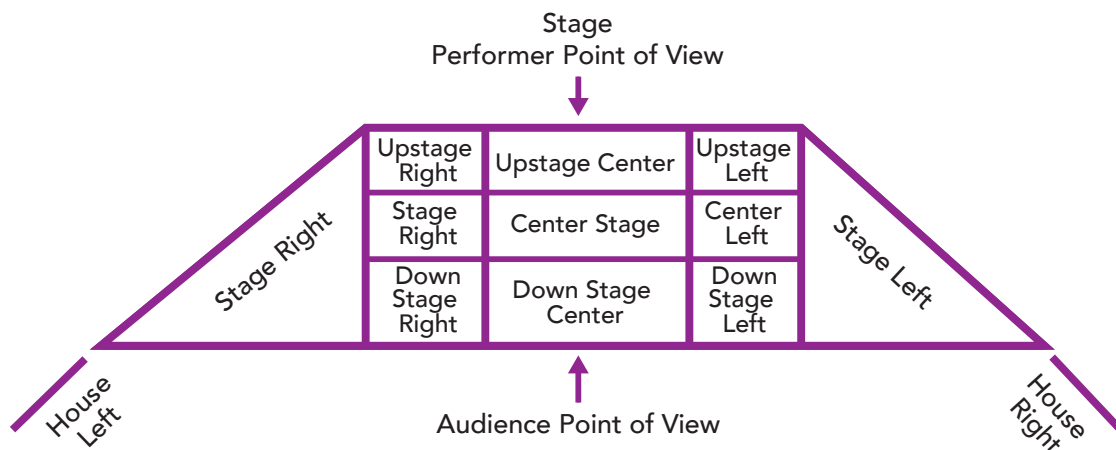 Stage
Performer Point of View
Upstage
Right
Upstage Center
Upstage
Left
Stage Right
Stage
Right
Center Stage
Center
Left
Stage Left
Down
Stage
Right
Down Stage
Center
Down
Stage
Left
House
Left
Audience Point of View
House
Right